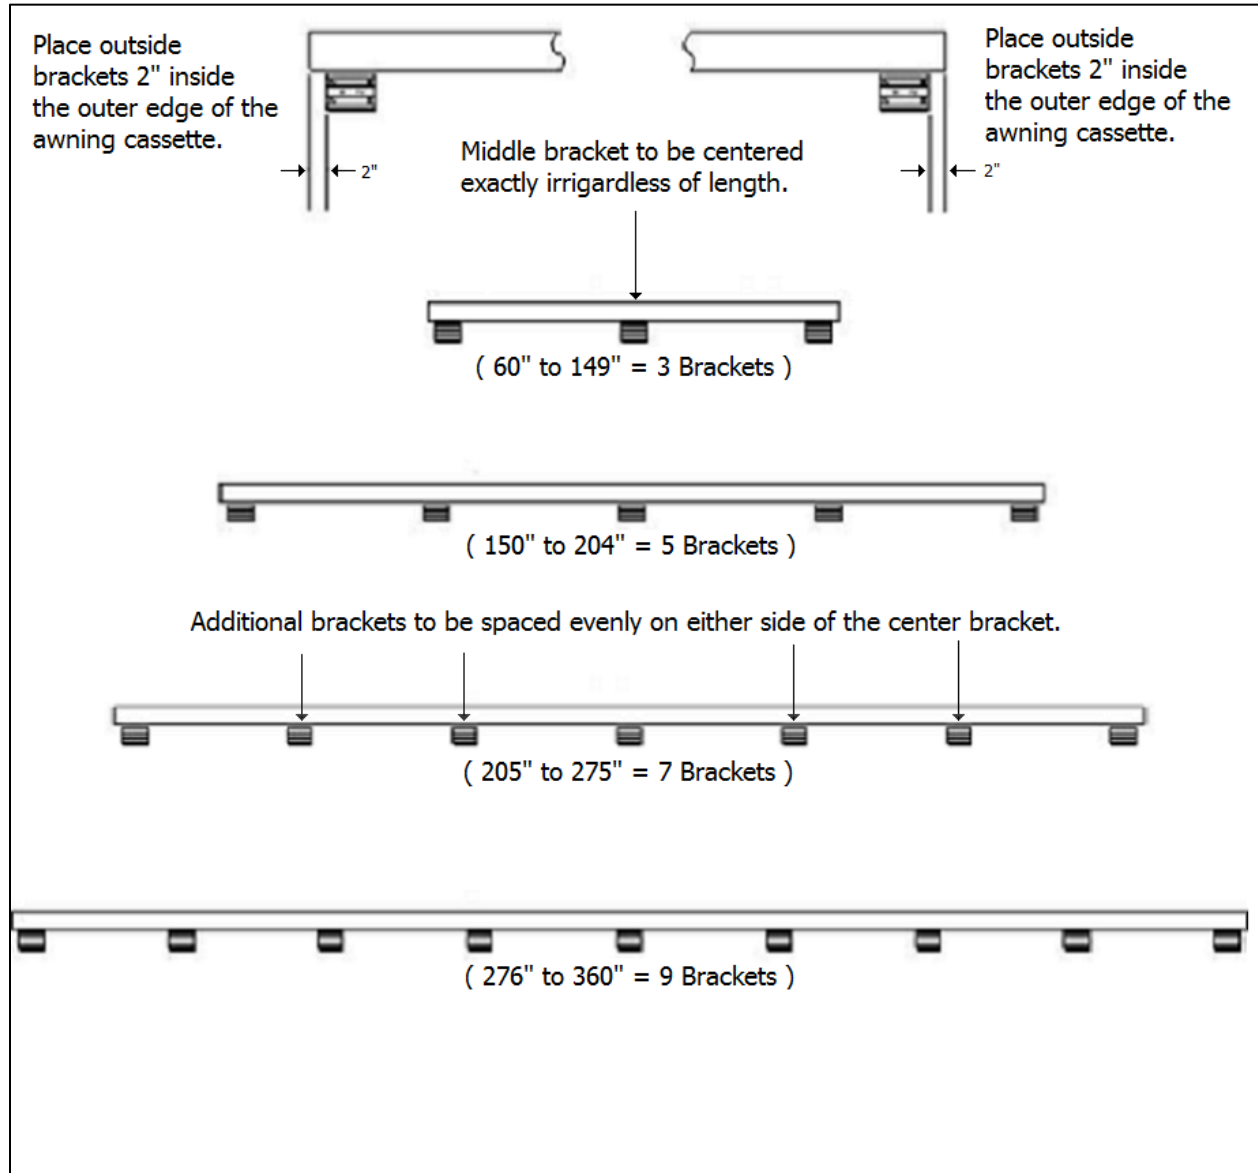 Place outside
brackets 2" inside
the outer edge of the
awning cassette.
Place outside
brackets 2" inside
the outer edge of the
awning cassette.
2"
2"
Middle bracket to be centered
exactly irrigardless of length.
( 60" to 149" = 3 Brackets )
( 150" to 204" = 5 Brackets )
Additional brackets to be spaced evenly on either side of the center bracket.
( 205" to 275" = 7 Brackets )
( 276" to 360" = 9 Brackets )